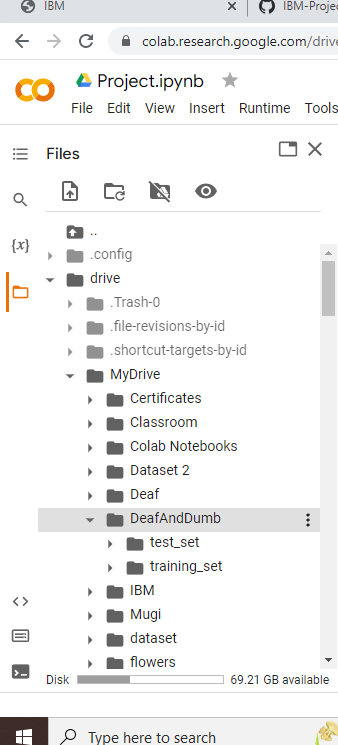 IBM
IBM-Projec
colab.research.google.com/drive
Project.ipynb
File Edit View Insert Runtime Tools
Files
{x}
..
.config
drive
.Trash-0
.file-revisions-by-id
.shortcut-targets-by-id
MyDrive
Certificates
Classroom
Colab Notebooks
Dataset 2
Deaf
DeafAndDumb
test_set
training_set
IBM
Mugi
dataset
flowers
Disk 69.21 GB available
Type here to search